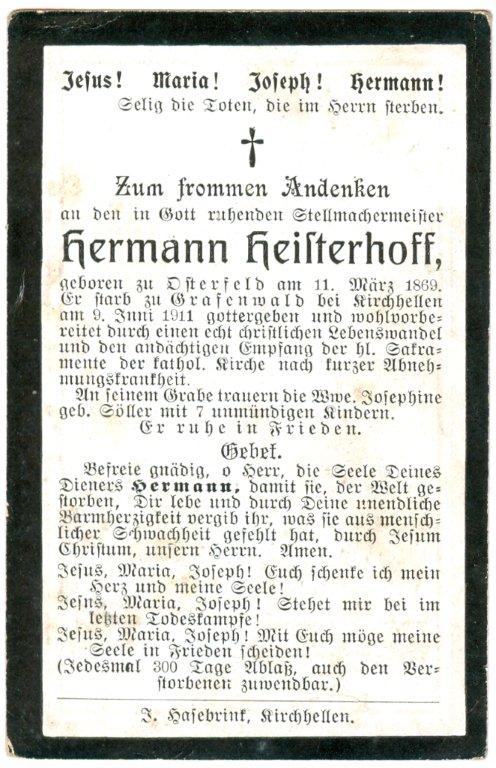 Jesus! Maria! Joseph! Hermann!
Selig die Toten, die im Herrn sterben.
†
Zum frommen Andenken
an den in Gott ruhenden Stellmachermeister
Hermann Heisterhoff,
geboren zu Osterfeld am 11. März 1869.
Er starb zu Grafenwald bei Kirchhellen
am 9. Juni 1911 gottergeben und wohlvorbe-
reitet durch einen echt christlichen Lebenswandel
und den andächtigen Empfang der hl. Sakra-
mente der kathol. Kirche nach kurzer Abneh-
mungskrankheit.
An seinem Grabe trauern die Wwe. Josephine
geb. Söller mit 7 unmündigen Kindern.
Er ruhe in Frieden.
Gebet.
Befreie gnädig, o Herr, die Seele Deines
Dieners Hermann, damit sie, der Welt ge-
storben, Dir lebe und durch Deine unendliche
Barmherzigkeit vergib ihr, was sie aus mensch-
licher Schwachheit gefehlt hat, durch Jesum
Christum, unsern Herrn. Amen.
Jesus, Maria, Joseph! Euch schenke ich mein
Herz und meine Seele!
Jesus, Maria, Joseph! Stehet mir bei im
letzten Todeskampfe!
Jesus, Maria, Joseph! Mit Euch möge meine
Seele in Frieden scheiden!
(Jedesmal 300 Tage Ablaß, auch den Ver-
storbenen zuwendbar.)
J. Hasebrink, Kirchhellen.